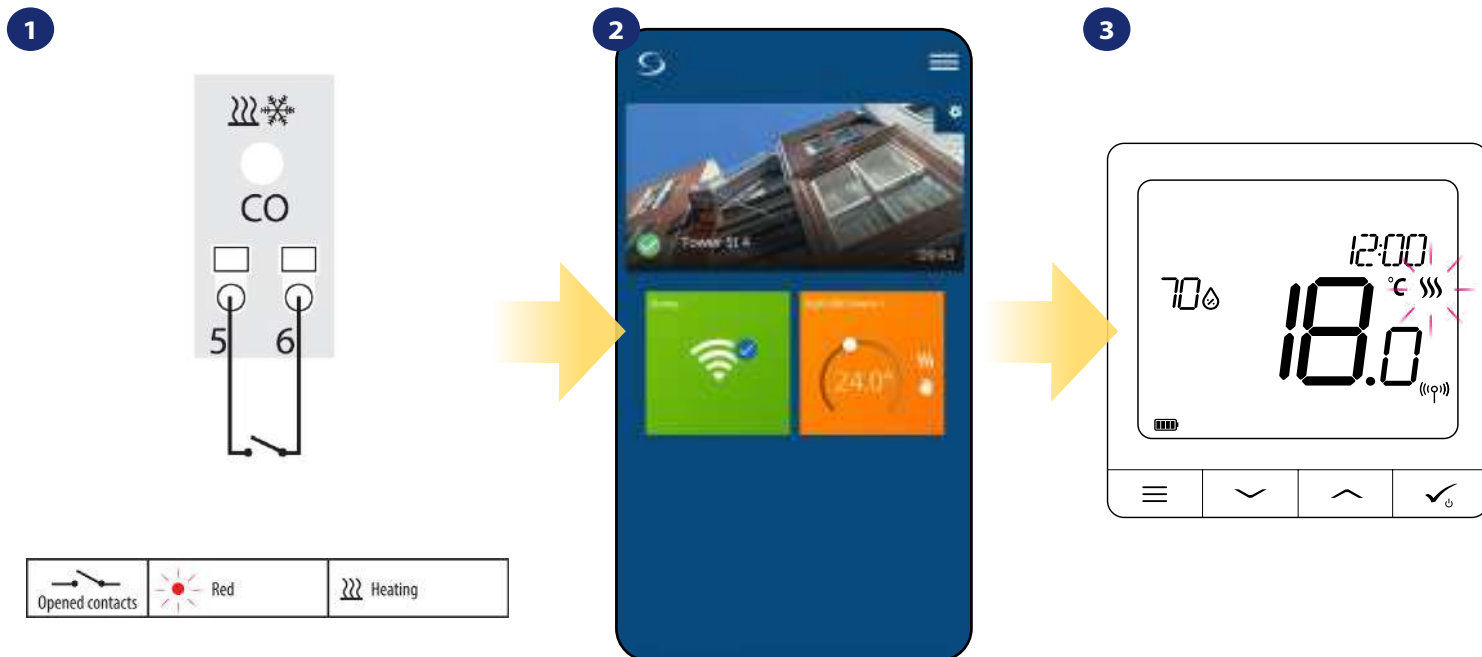 1
CO
5 6
Opened contacts
Red
Heating
2
Tower St 4
24.0°
3
12:00
70
°C
18.0